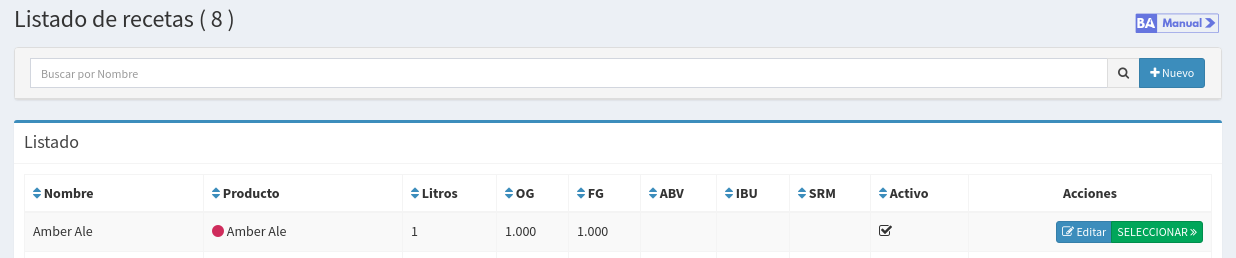 Listado de recetas ( 8 )
BA Manual
Buscar por Nombre
Nuevo
Listado
Nombre Producto Litros OG FG ABV IBU SRM Activo Acciones
Amber Ale Amber Ale 1 1.000 1.000 Editar SELECCIONAR »